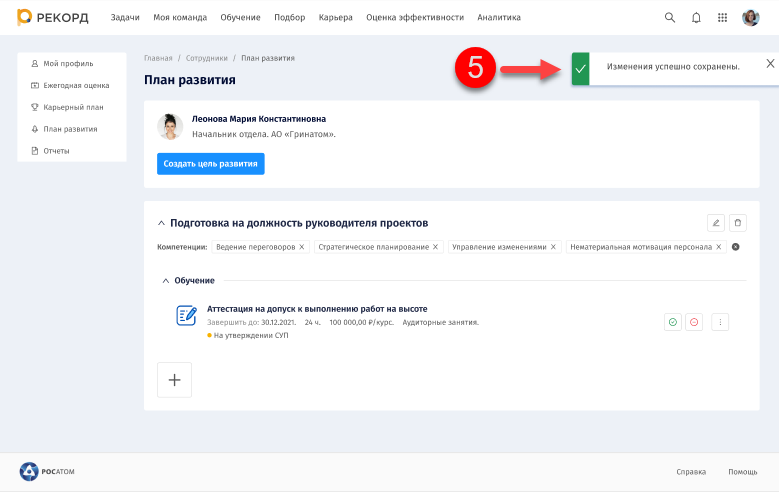 РЕКОРД
Задачи Моя команда Обучение Подбор Карьера Оценка эффективности Аналитика
Мой профиль
Ежегодная оценка
Карьерный план
План развития
Отчеты
Главная / Сотрудники / План развития
План развития
5
Изменения успешно сохранены.
Леонова Мария Константиновна
Начальник отдела. АО «Гринатом».
Создать цель развития
Подготовка на должность руководителя проектов
Компетенции: Ведение переговоров X Стратегическое планирование X Управление изменениями X Нематериальная мотивация персонала X
Обучение
Аттестация на допуск к выполнению работ на высоте
Завершить до: 30.12.2021. 24 ч. 100 000,00 ₽/курс. Аудиторные занятия.
На утверждении СУП
РОСАТОМ
Справка Помощь